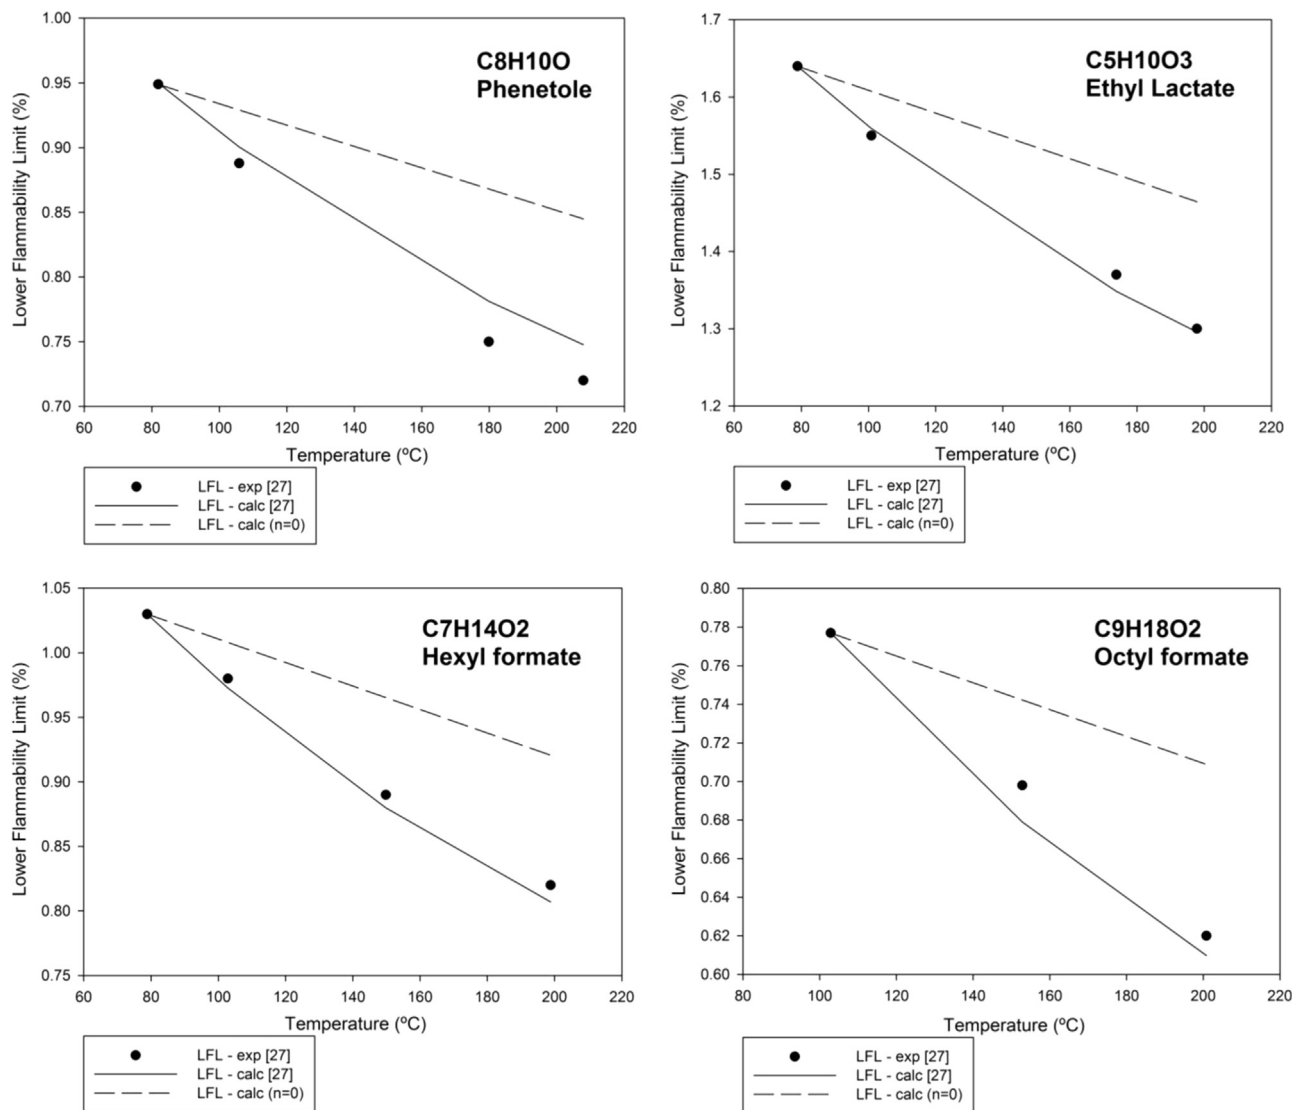 1.00
0.95
0.90
0.85
0.80
0.75
0.70
Lower Flammability Limit (%)
C8H10O
Phenetole
60 80 100 120 140 160 180 200 220
Temperature (ºC)
LFL - exp [27]
LFL - calc [27]
LFL - calc (n=0)
1.7
1.6
1.5
1.4
1.3
1.2
Lower Flammability Limit (%)
C5H10O3
Ethyl Lactate
60 80 100 120 140 160 180 200 220
Temperature (ºC)
LFL - exp [27]
LFL - calc [27]
LFL - calc (n=0)
1.05
1.00
0.95
0.90
0.85
0.80
0.75
Lower Flammability Limit (%)
C7H14O2
Hexyl formate
60 80 100 120 140 160 180 200 220
Temperature (ºC)
LFL - exp [27]
LFL - calc [27]
LFL - calc (n=0)
0.80
0.78
0.76
0.74
0.72
0.70
0.68
0.66
0.64
0.62
0.60
Lower Flammability Limit (%)
C9H18O2
Octyl formate
80 100 120 140 160 180 200 220
Temperature (ºC)
LFL - exp [27]
LFL - calc [27]
LFL - calc (n=0)